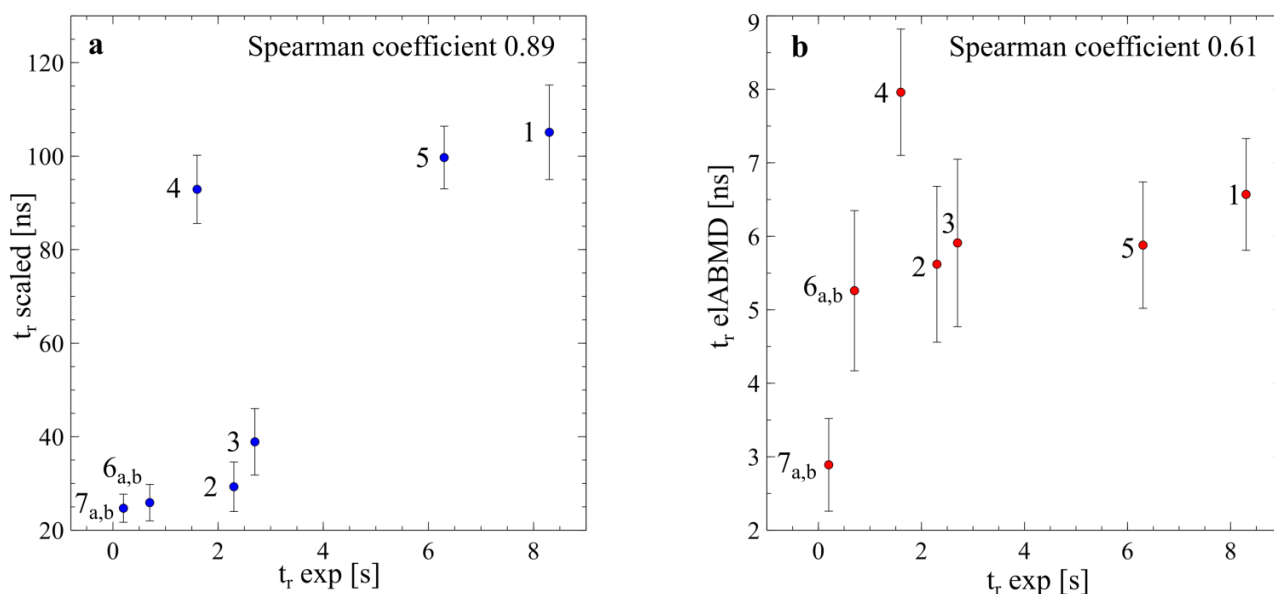 a
Spearman coefficient 0.89
t_r scaled [ns]
120
100
80
60
40
20
1
5
4
3
2
6_a,b
7_a,b
0
2
4
6
8
t_r exp [s]
b
Spearman coefficient 0.61
t_r elABMD [ns]
9
8
7
6
5
4
3
2
4
1
3
5
2
6_a,b
7_a,b
0
2
4
6
8
t_r exp [s]